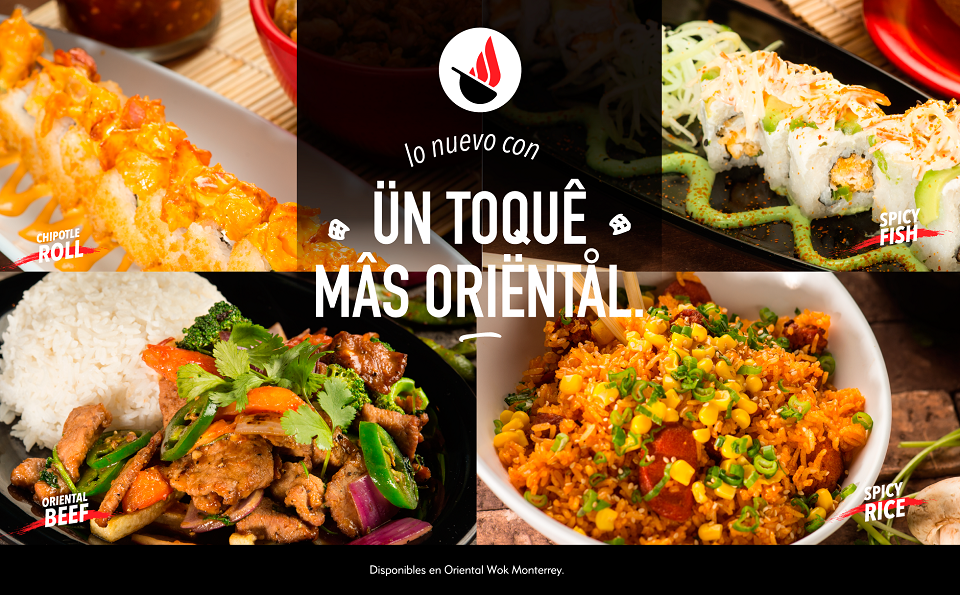 lo nuevo con
ÜN TOQUÊ
MÂS ORIËNTÅL.
CHIPOTLE
ROLL
SPICY
FISH
ORIENTAL
BEEF
SPICY
RICE
Disponibles en Oriental Wok Monterrey.